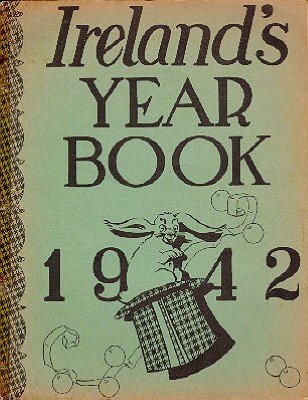 Ireland's
YEAR
BOOK
1942